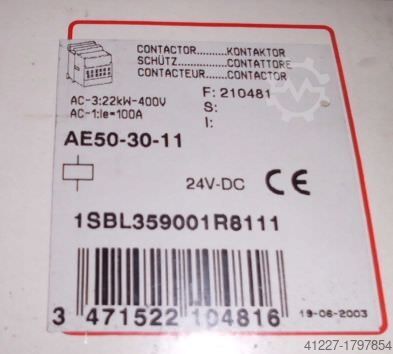 CONTACTOR.........KONTAKTOR
SCHÜTZ..............CONTATTORE
CONTACTEUR.......CONTACTOR
AC-3:22kW-400V
AC-1:Ie=100A
F: 210481
S:
I:
AE50-30-11
24V-DC CE
1SBL359001R8111
3 471522 104816
19-06-2003
41227-1797854